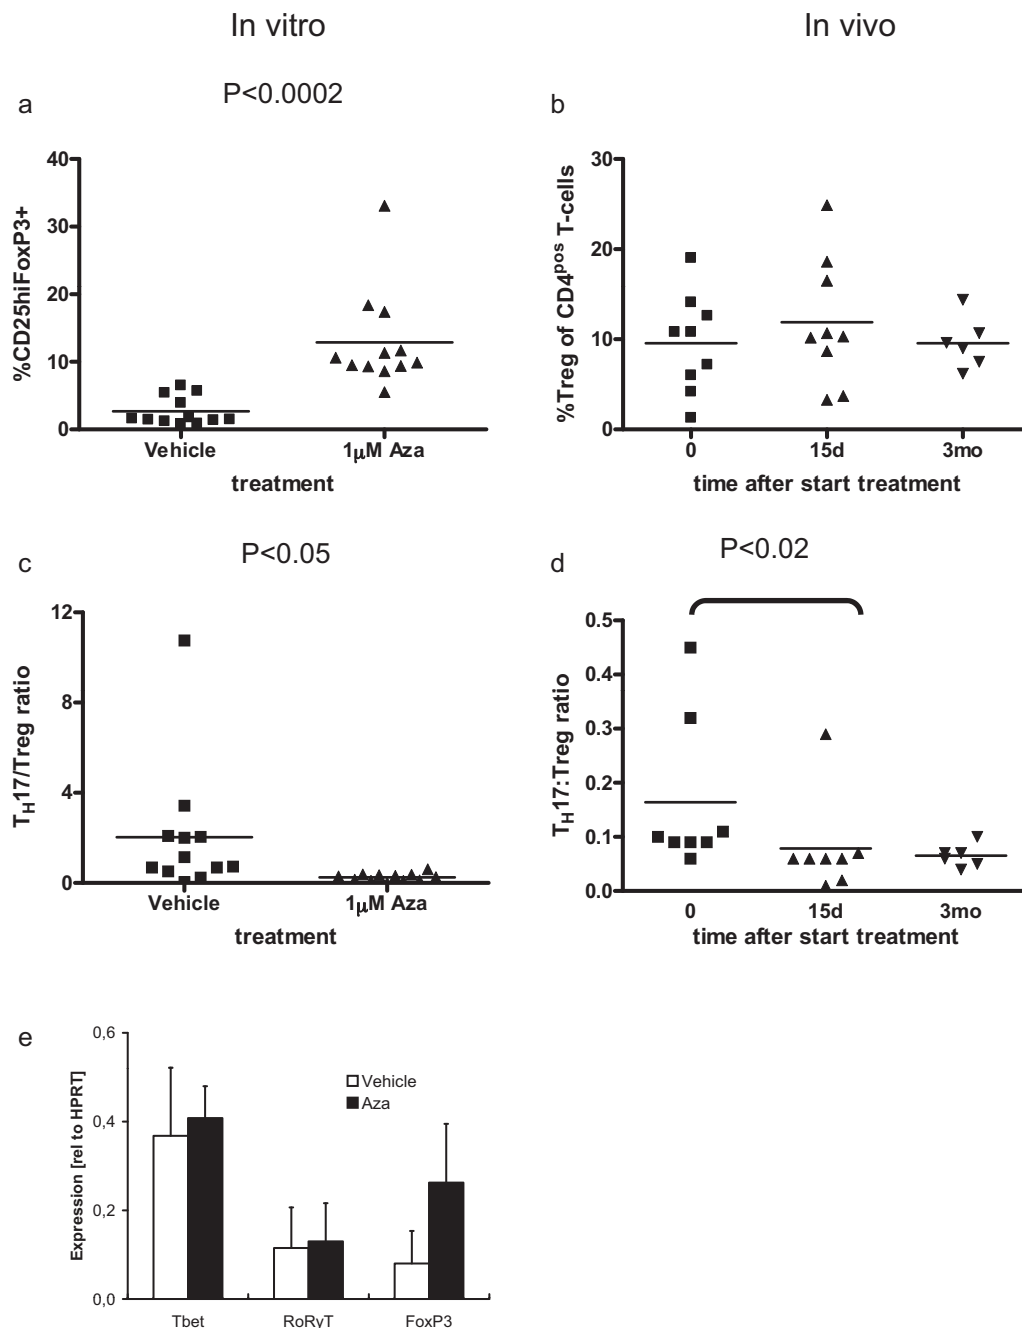 In vitro
In vivo
a
P<0.0002
%CD25hiFoxP3+
40
30
20
10
0
Vehicle
1µM Aza
treatment
b
%Treg of CD4pos T-cells
30
20
10
0
0
15d
3mo
time after start treatment
c
P<0.05
TH17/Treg ratio
12
8
4
0
Vehicle
1µM Aza
treatment
d
P<0.02
TH17:Treg ratio
0.5
0.4
0.3
0.2
0.1
0.0
0
15d
3mo
time after start treatment
e
Expression [rel to HPRT]
0,6
0,4
0,2
0,0
Vehicle
Aza
Tbet
RoRyT
FoxP3